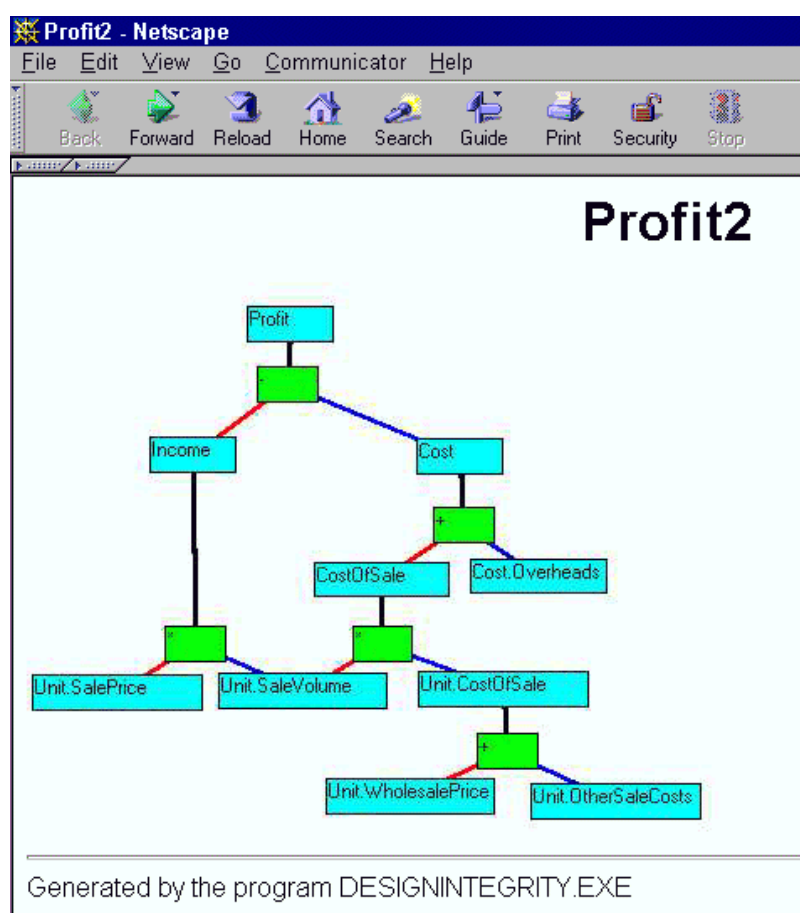 Profit2 - Netscape
File Edit View Go Communicator Help
Back Forward Reload Home Search Guide Print Security Stop
Profit2
Profit
-
Income Cost
+
CostOfSale Cost.Overheads
* *
Unit.SalePrice Unit.SaleVolume Unit.CostOfSale
+
Unit.WholesalePrice Unit.OtherSaleCosts
Generated by the program DESIGNINTEGRITY.EXE